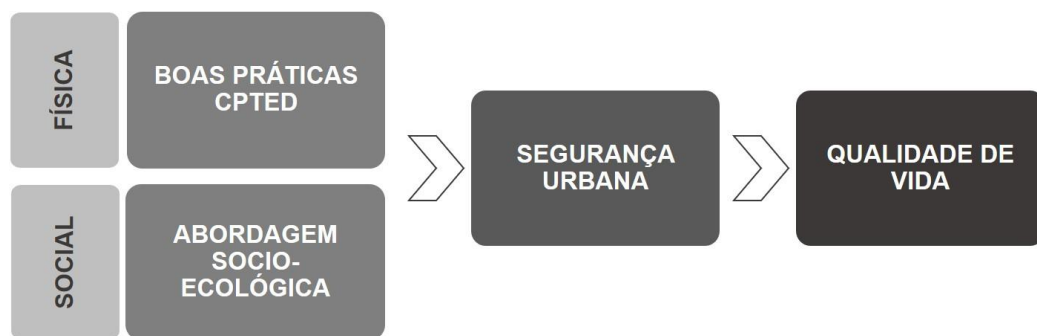 FÍSICA
BOAS PRÁTICAS
CPTED
SOCIAL
ABORDAGEM
SOCIO-
ECOLÓGICA
SEGURANÇA
URBANA
QUALIDADE DE
VIDA